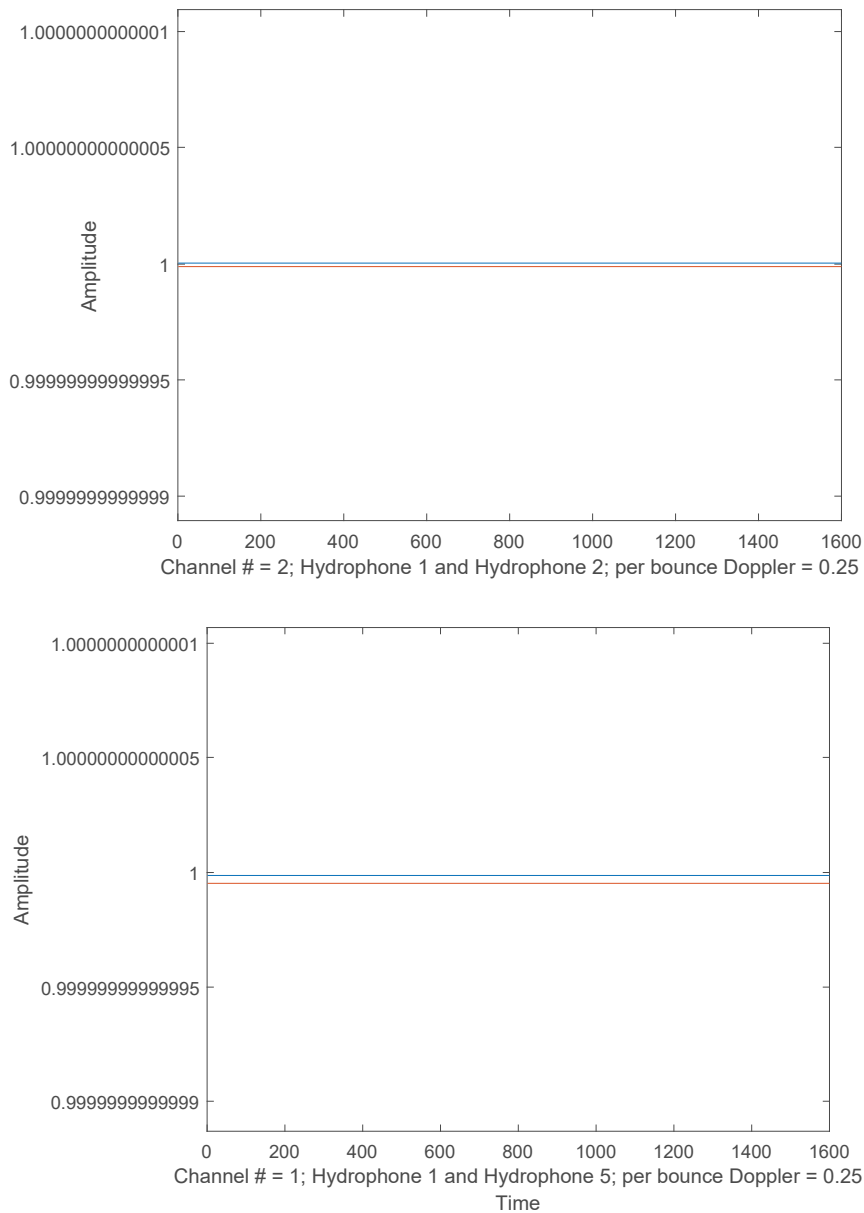 1.0000000000001
1.00000000000005
1
0.99999999999995
0.9999999999999
Amplitude
0 200 400 600 800 1000 1200 1400 1600
Channel # = 2; Hydrophone 1 and Hydrophone 2; per bounce Doppler = 0.25
1.0000000000001
1.00000000000005
1
0.99999999999995
0.9999999999999
Amplitude
0 200 400 600 800 1000 1200 1400 1600
Channel # = 1; Hydrophone 1 and Hydrophone 5; per bounce Doppler = 0.25
Time